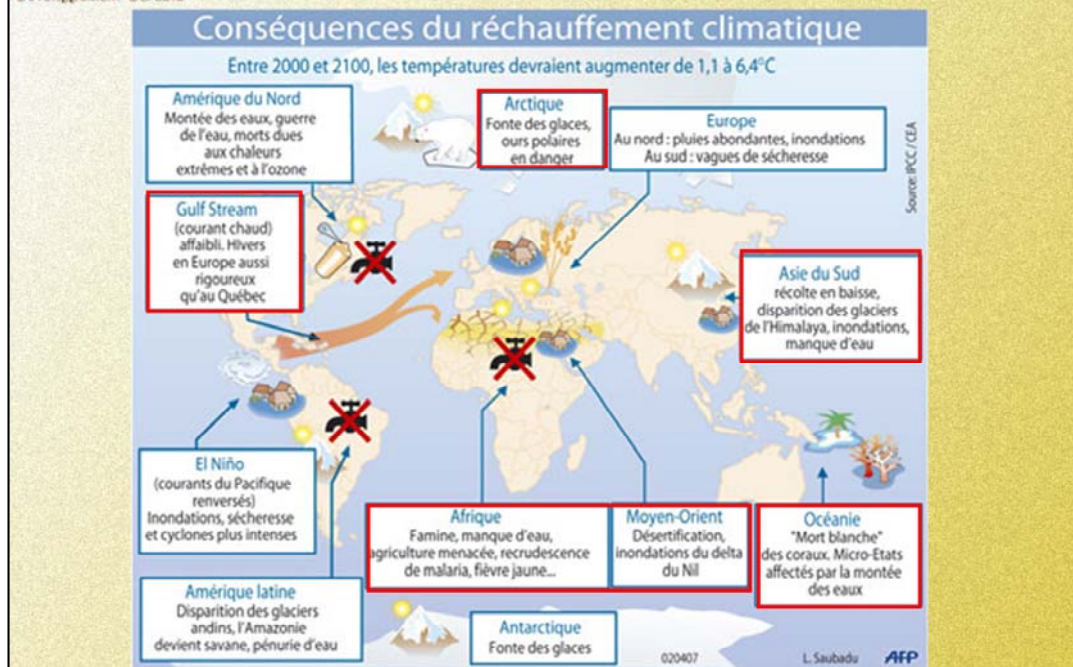 Conséquences du réchauffement climatique
Entre 2000 et 2100, les températures devraient augmenter de 1,1 à 6,4°C
Amérique du Nord
Montée des eaux, guerre
de l'eau, morts dues
aux chaleurs
extrêmes et à l'ozone
Arctique
Fonte des glaces,
ours polaires
en danger
Europe
Au nord : pluies abondantes, inondations
Au sud : vagues de sécheresse
Source: IPCC / CEA
Gulf Stream
(courant chaud)
affaibli. HIvers
en Europe aussi
rigoureux
qu'au Québec
Asie du Sud
récolte en baisse,
disparition des glaciers
de l'Himalaya, inondations,
manque d'eau
El Niño
(courants du Pacifique
renversés)
Inondations, sécheresse
et cyclones plus intenses
Afrique
Famine, manque d'eau,
agriculture menacée, recrudescence
de malaria, fièvre jaune...
Moyen-Orient
Désertification,
inondations du delta
du Nil
Océanie
"Mort blanche"
des coraux. Micro-Etats
affectés par la montée
des eaux
Amérique latine
Disparition des glaciers
andins, l'Amazonie
devient savane, pénurie d'eau
Antarctique
Fonte des glaces
020407
L. Saubadu
AFP